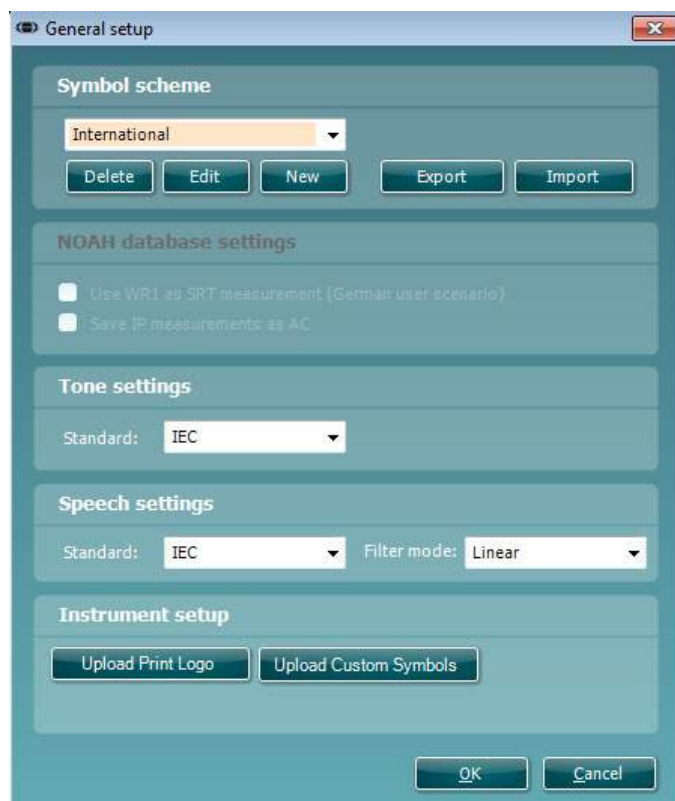 General setup
Symbol scheme
International
Delete Edit New Export Import
NOAH database settings
Use WR1 as SRT measurement (German user scenario)
Save IP measurements as AC
Tone settings
Standard: IEC
Speech settings
Standard: IEC Filter mode: Linear
Instrument setup
Upload Print Logo Upload Custom Symbols
OK Cancel